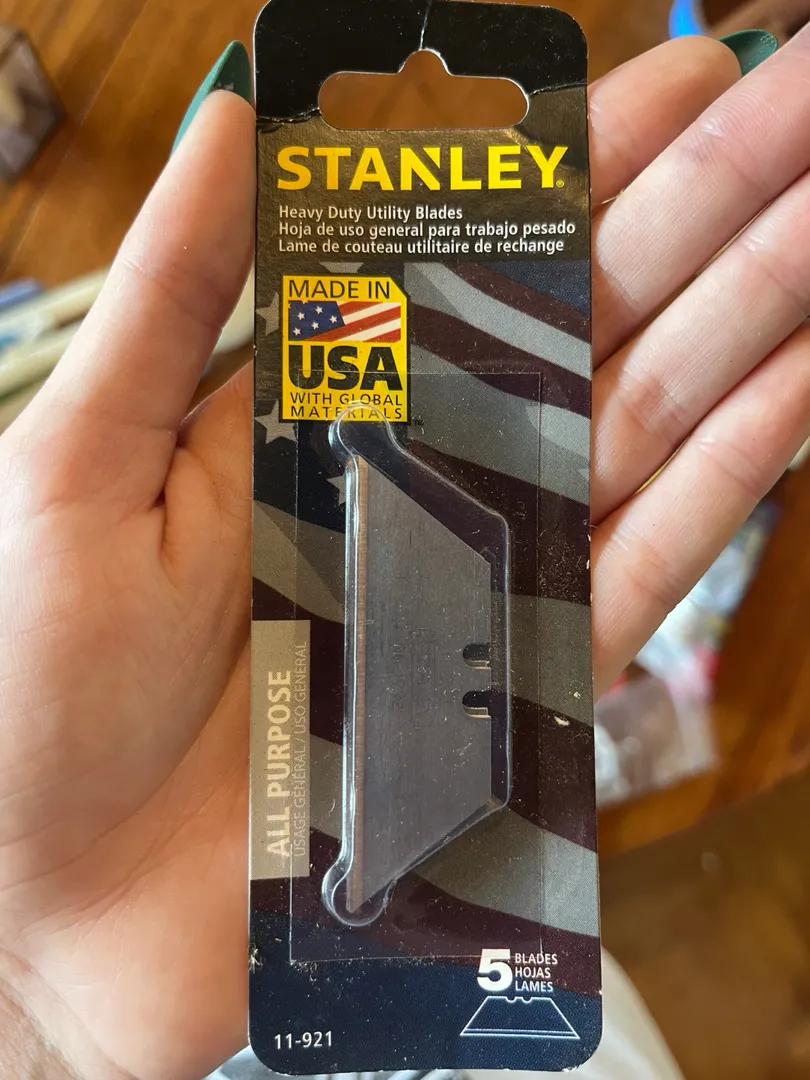 STANLEY®
Heavy Duty Utility Blades
Hoja de uso general para trabajo pesado
Lame de couteau utilitaire de rechange
MADE IN
USA
WITH GLOBAL
MATERIALS™
ALL PURPOSE
USAGE GÉNÉRAL / USO GENERAL
5 BLADES
HOJAS
LAMES
11-921